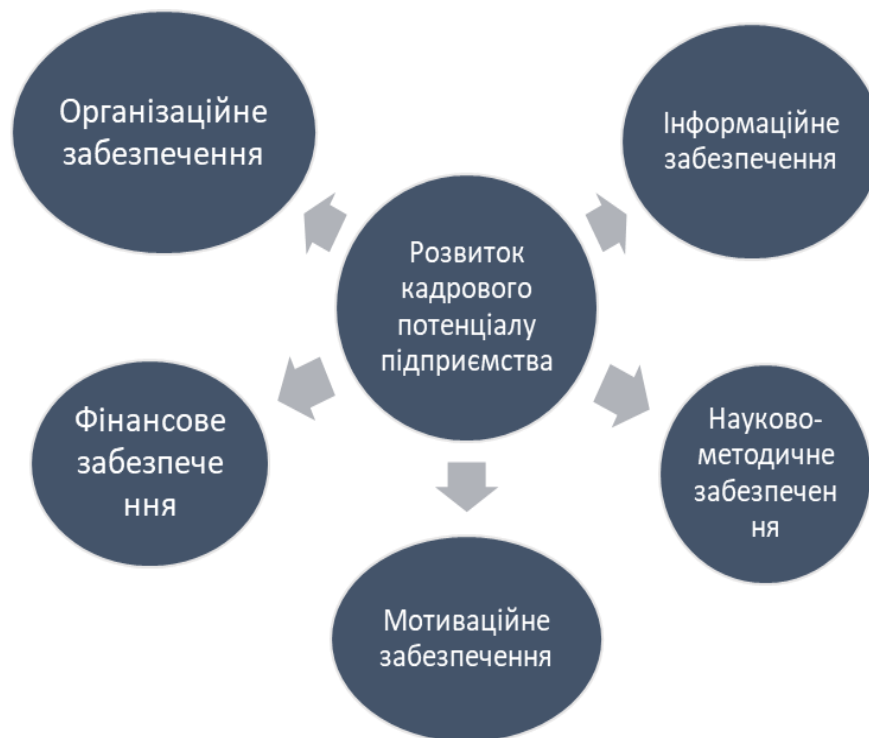 Організаційне
забезпечення
Інформаційне
забезпечення
Розвиток
кадрового
потенціалу
підприємства
Фінансове
забезпече
ння
Науково-
методичне
забезпечен
ня
Мотиваційне
забезпечення